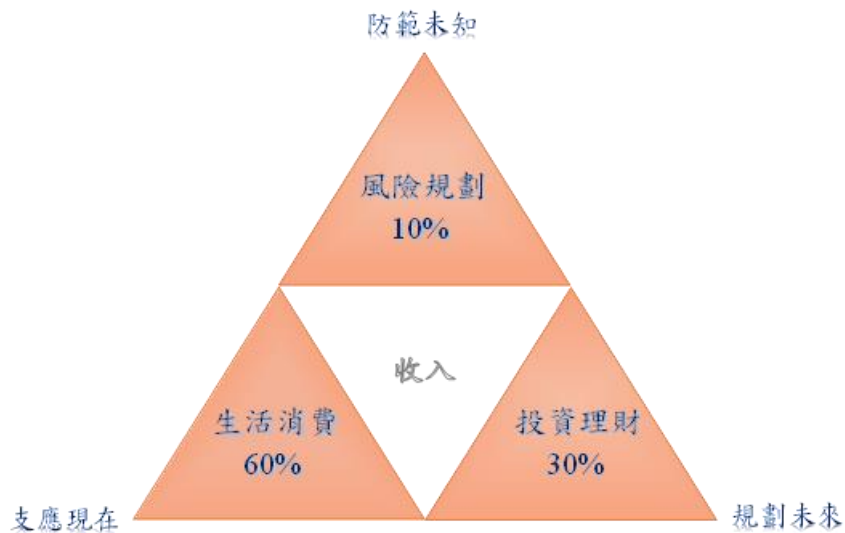 防範未知
風險規劃
10%
收入
生活消費
60%
投資理財
30%
支應現在
規劃未來